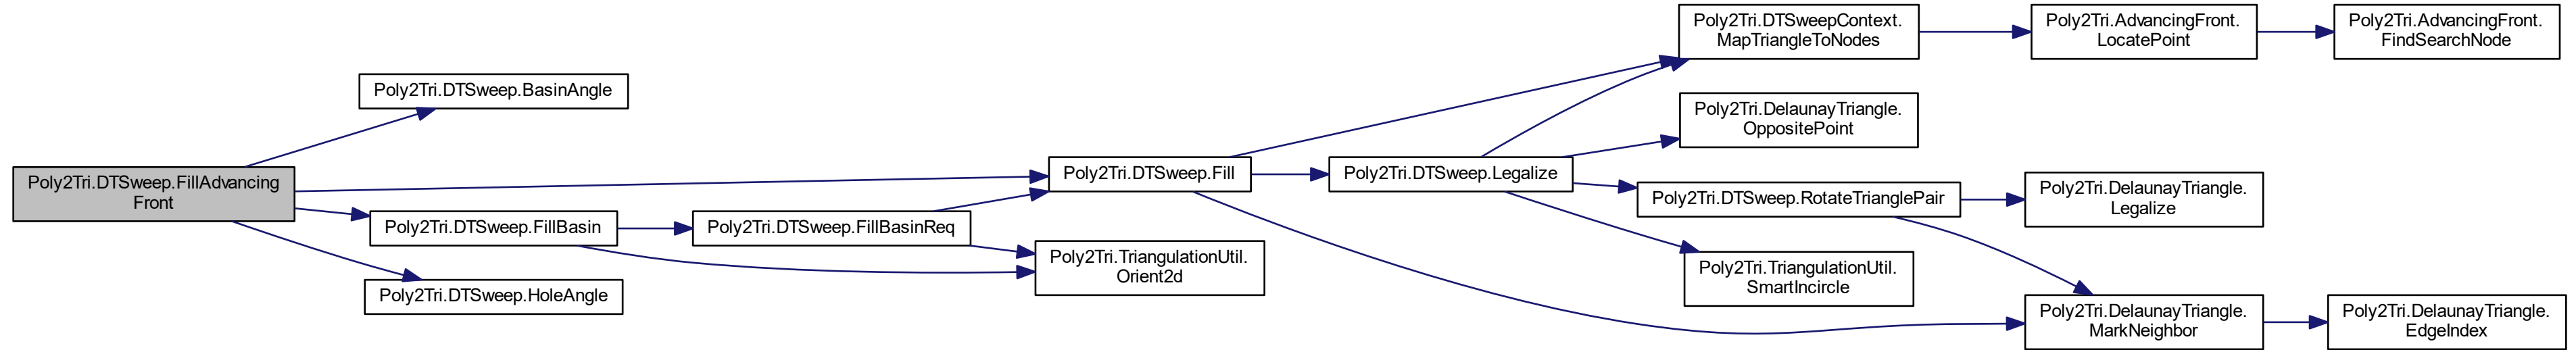 Poly2Tri.DTSweep.FillAdvancing
Front
Poly2Tri.DTSweep.BasinAngle
Poly2Tri.DTSweep.FillBasin
Poly2Tri.DTSweep.HoleAngle
Poly2Tri.DTSweep.FillBasinReq
Poly2Tri.DTSweep.Fill
Poly2Tri.TriangulationUtil.
Orient2d
Poly2Tri.DTSweep.Legalize
Poly2Tri.DTSweepContext.
MapTriangleToNodes
Poly2Tri.DelaunayTriangle.
OppositePoint
Poly2Tri.DTSweep.RotateTrianglePair
Poly2Tri.TriangulationUtil.
SmartIncircle
Poly2Tri.AdvancingFront.
LocatePoint
Poly2Tri.DelaunayTriangle.
Legalize
Poly2Tri.DelaunayTriangle.
MarkNeighbor
Poly2Tri.AdvancingFront.
FindSearchNode
Poly2Tri.DelaunayTriangle.
EdgeIndex